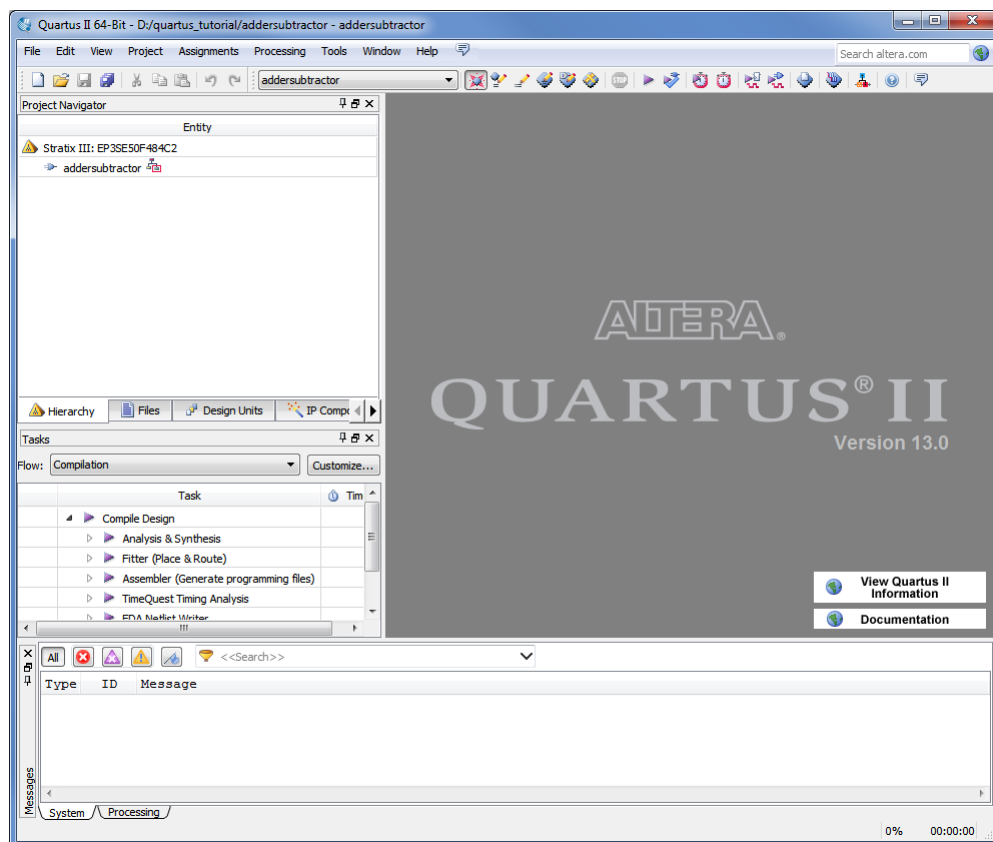 Quartus II 64-Bit - D:/quartus_tutorial/addersubtractor - addersubtractor
File Edit View Project Assignments Processing Tools Window Help
Search altera.com
addersubtractor
Project Navigator
Entity
Stratix III: EP3SE50F484C2
addersubtractor
Hierarchy Files Design Units IP Compo
Tasks
Flow: Compilation Customize...
Task Tim
Compile Design
Analysis & Synthesis
Fitter (Place & Route)
Assembler (Generate programming files)
TimeQuest Timing Analysis
EDA Netlist Writer
ALTERA®
QUARTUS® II
Version 13.0
View Quartus II
Information
Documentation
All <<Search>>
Type ID Message
Messages
System Processing
0% 00:00:00